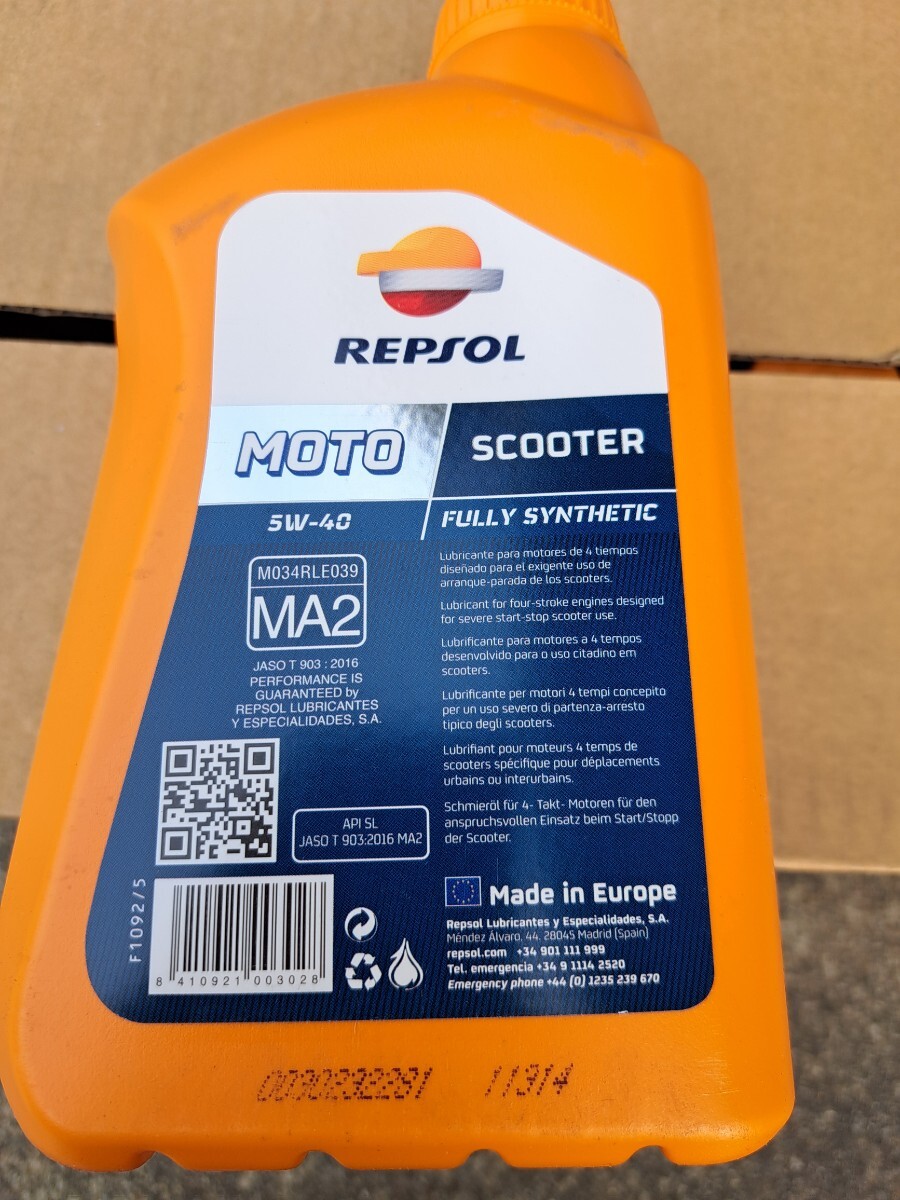 REPSOL
MOTO
SCOOTER
5W-40
FULLY SYNTHETIC
M034RLE039
MA2
JASO T 903 : 2016
PERFORMANCE IS
GUARANTEED by
REPSOL LUBRICANTES
Y ESPECIALIDADES, S.A.
API SL
JASO T 903:2016 MA2
F1092/5
8 410921 003028
Lubricante para motores de 4 tiempos
diseñado para el exigente uso de
arranque-parada de los scooters.
Lubricant for four-stroke engines designed
for severe start-stop scooter use.
Lubrificante para motores a 4 tempos
desenvolvido para o uso citadino em
scooters.
Lubrificante per motori 4 tempi concepito
per un uso severo di partenza-arresto
tipico degli scooters.
Lubrifiant pour moteurs 4 temps de
scooters spécifique pour déplacements
urbains ou interurbains.
Schmieröl für 4- Takt- Motoren für den
anspruchsvollen Einsatz beim Start/Stopp
der Scooter.
Made in Europe
Repsol Lubricantes y Especialidades, S.A.
Méndez Álvaro, 44. 28045 Madrid (Spain)
repsol.com +34 901 111 999
Tel. emergencia +34 9 1114 2520
Emergency phone +44 (0) 1235 239 670
11314